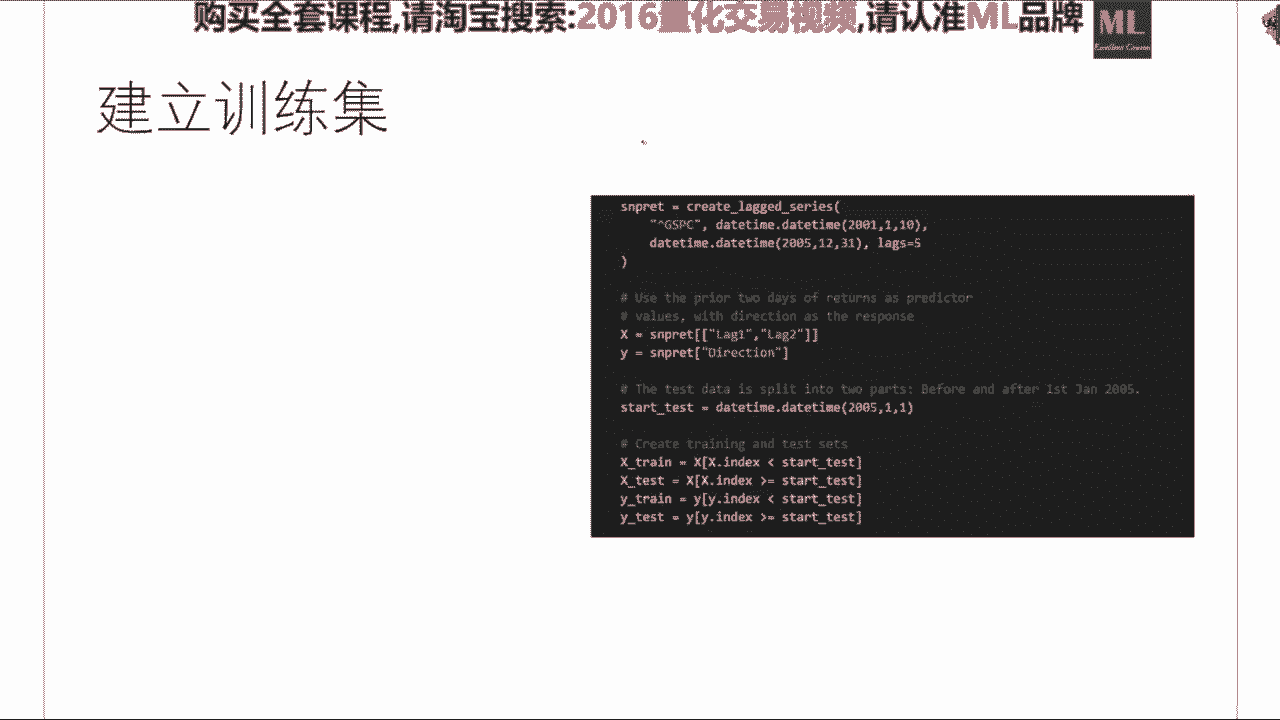 购买全套课程,请淘宝搜索:2016量化交易视频,请认准ML品牌
ML
Excellent Courses
建立训练集
snpret = create_lagged_series(
    "^GSPC", datetime.datetime(2001,1,10),
    datetime.datetime(2005,12,31), lags=5
)
# Use the prior two days of returns as predictor
# values, with direction as the response
X = snpret[["Lag1","Lag2"]]
y = snpret["Direction"]
# The test data is split into two parts: Before and after 1st Jan 2005.
start_test = datetime.datetime(2005,1,1)
# Create training and test sets
X_train = X[X.index < start_test]
X_test = X[X.index >= start_test]
y_train = y[y.index < start_test]
y_test = y[y.index >= start_test]